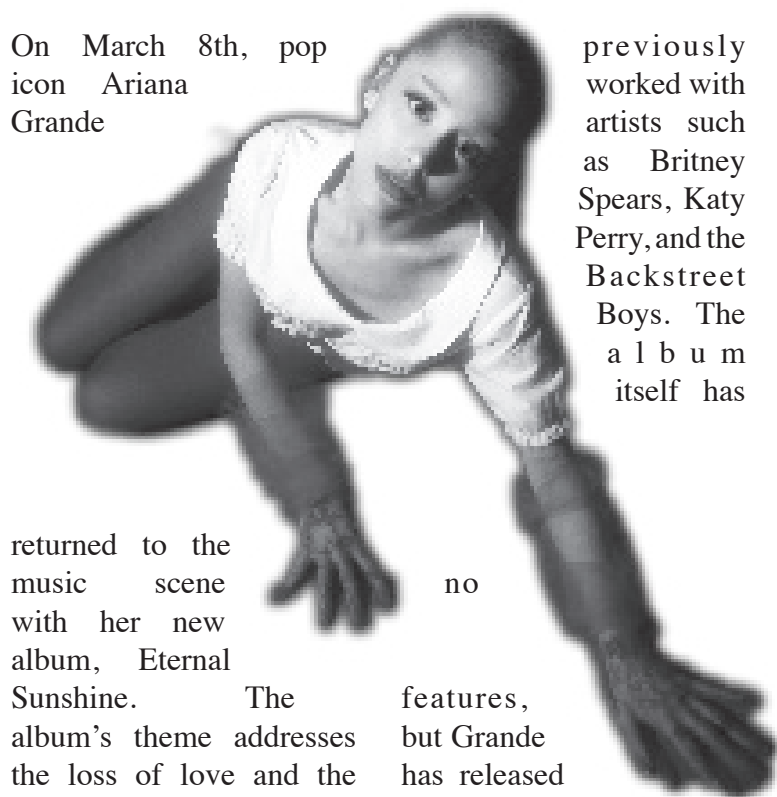 On March 8th, pop
icon Ariana
Grande
returned to the
music scene
with her new
album, Eternal
Sunshine. The
album's theme addresses
the loss of love and the
previously
worked with
artists such
as Britney
Spears, Katy
Perry, and the
Backstreet
Boys. The
album
itself has
no
features,
but Grande
has released